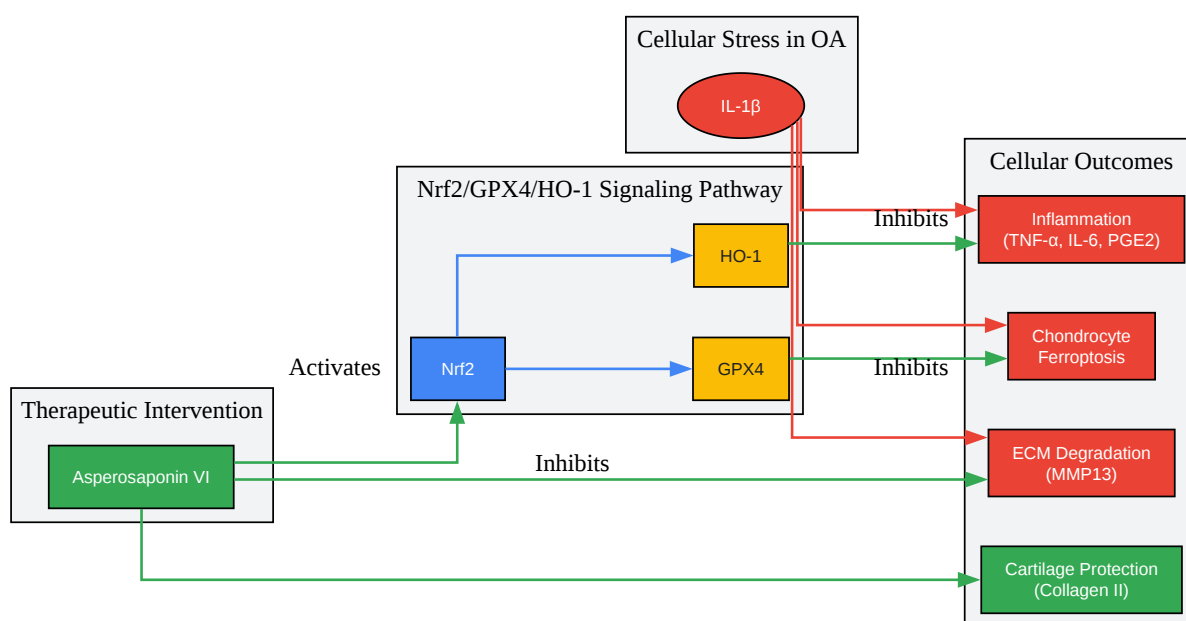 Cellular Stress in OA
IL-1β
Cellular Outcomes
Nrf2/GPX4/HO-1 Signaling Pathway
Inhibits
Inflammation
(TNF-α, IL-6, PGE2)
HO-1
Chondrocyte
Ferroptosis
Activates
Nrf2
GPX4
Inhibits
Therapeutic Intervention
Asperosaponin VI
Inhibits
ECM Degradation
(MMP13)
Cartilage Protection
(Collagen II)